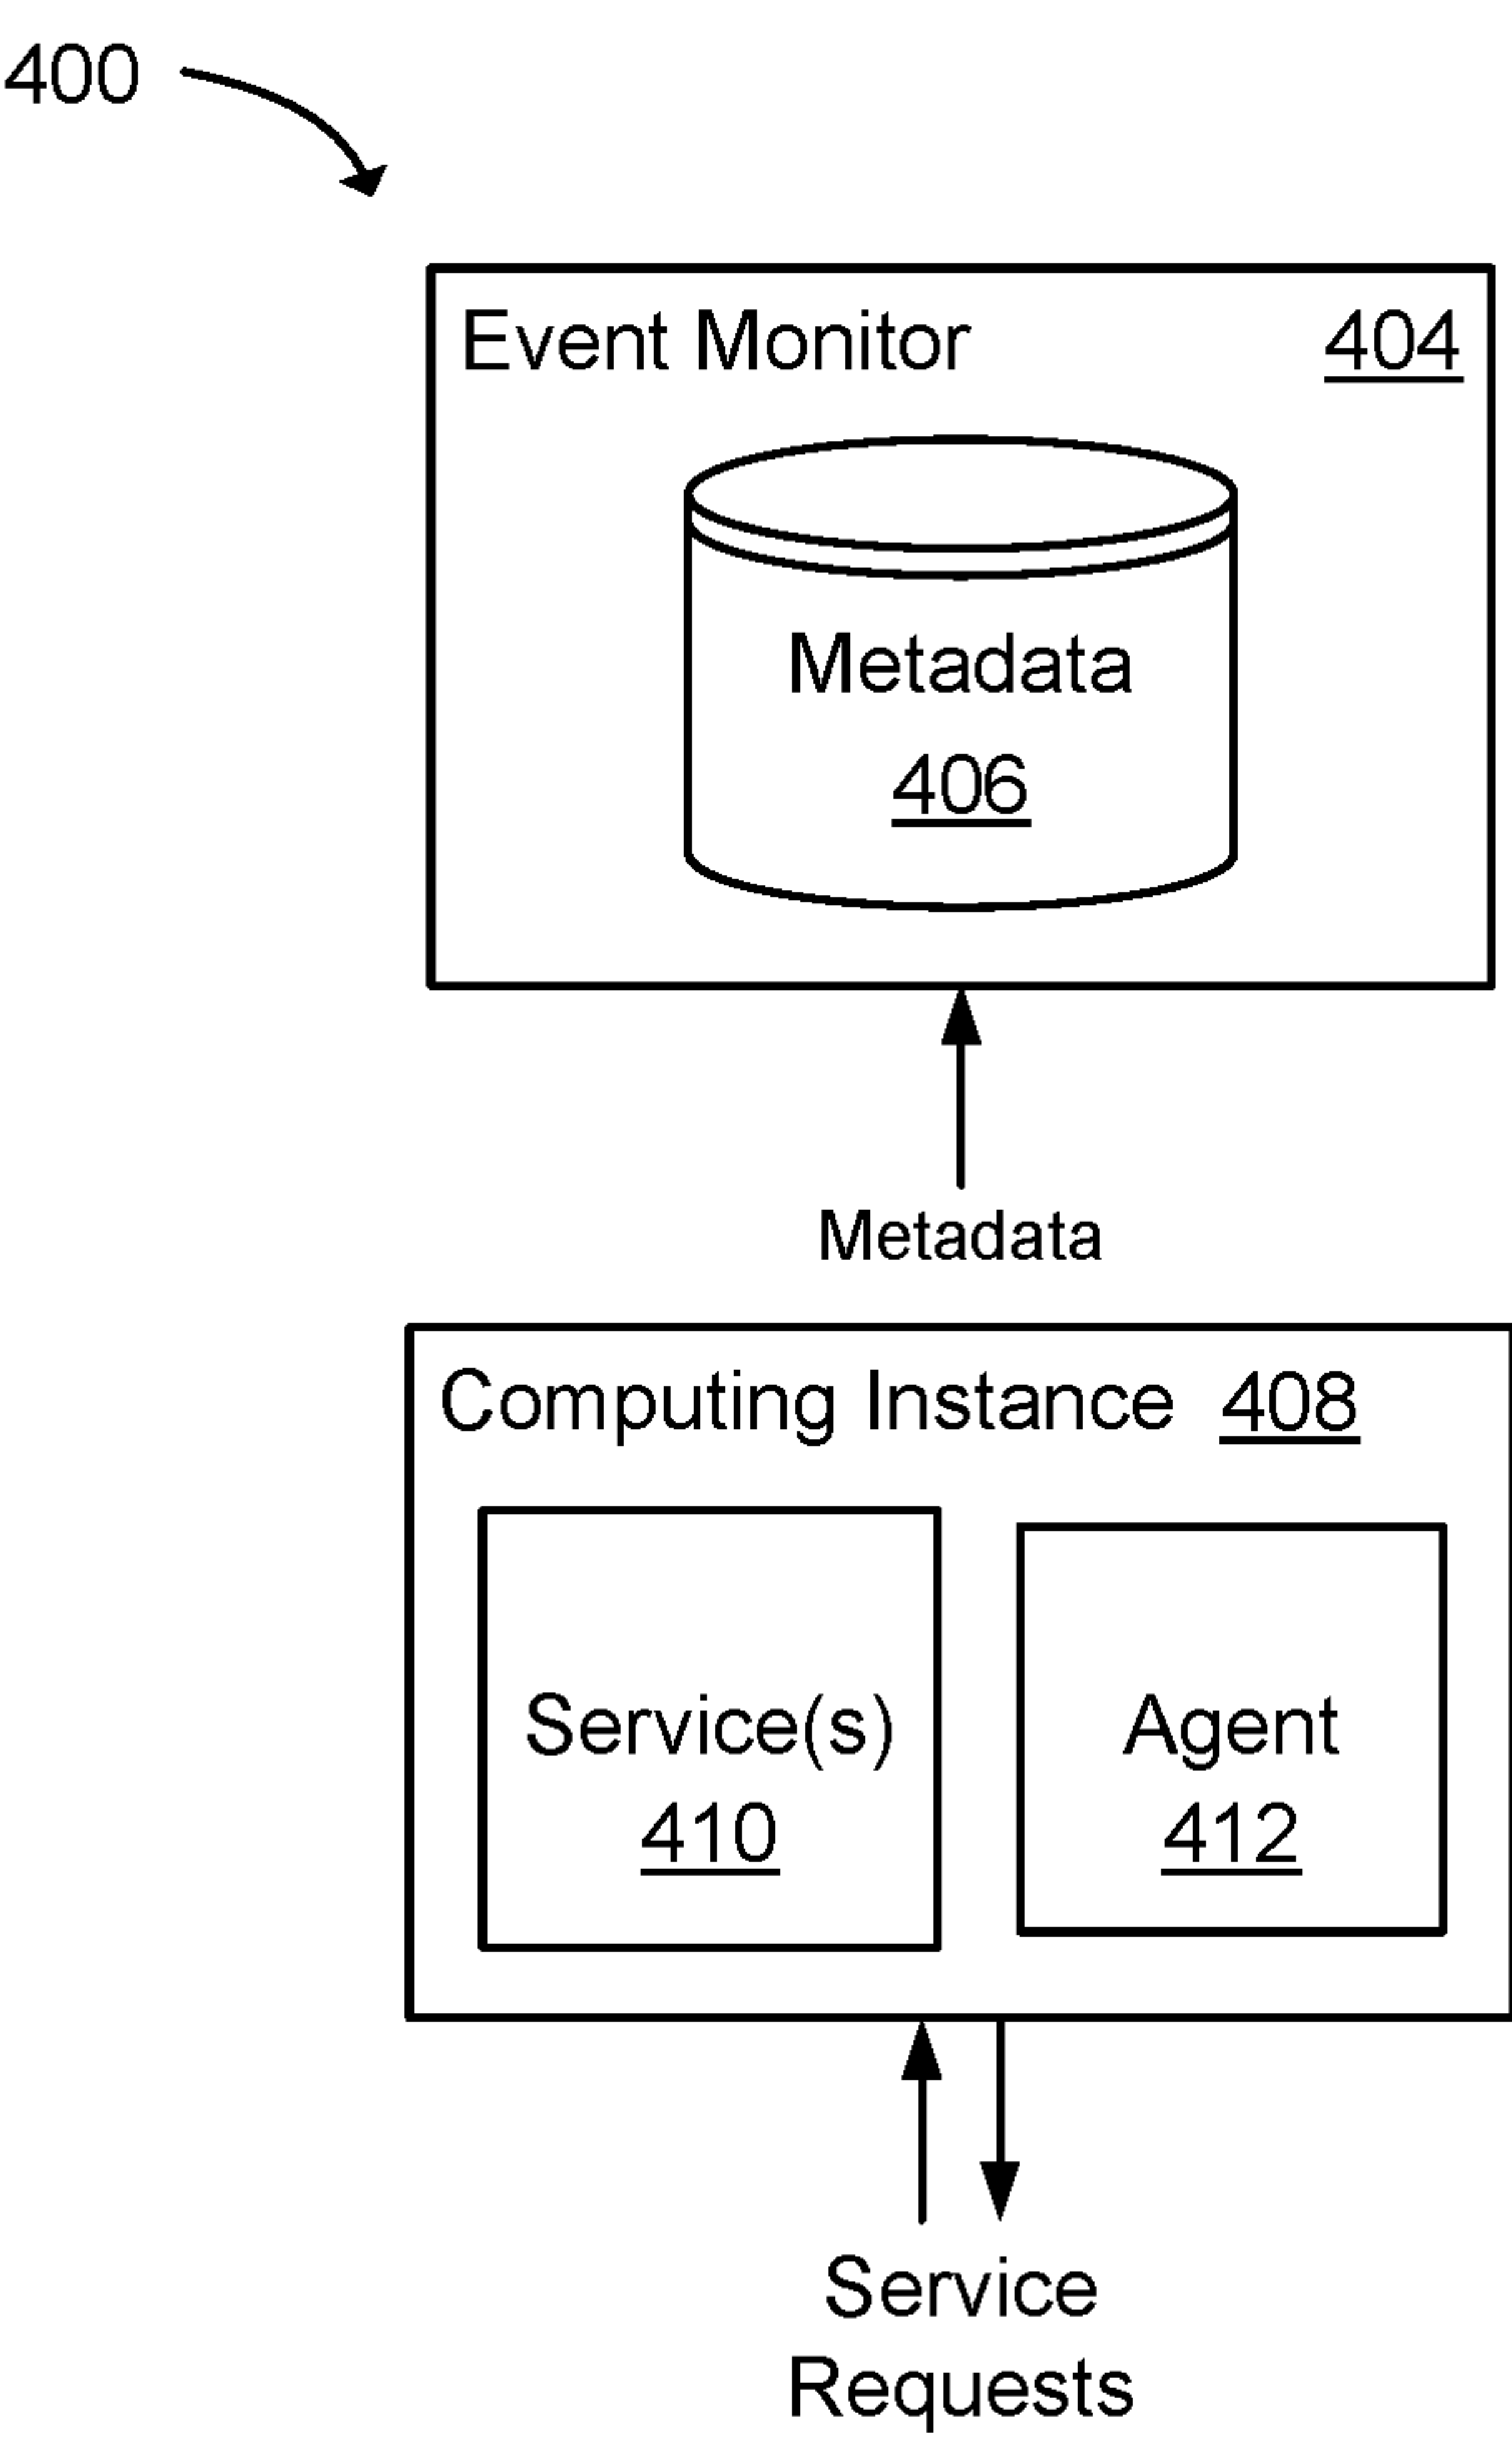 400
Event Monitor 404
Metadata
406
Metadata
Computing Instance 408
Service(s) Agent
410 412
Service
Requests